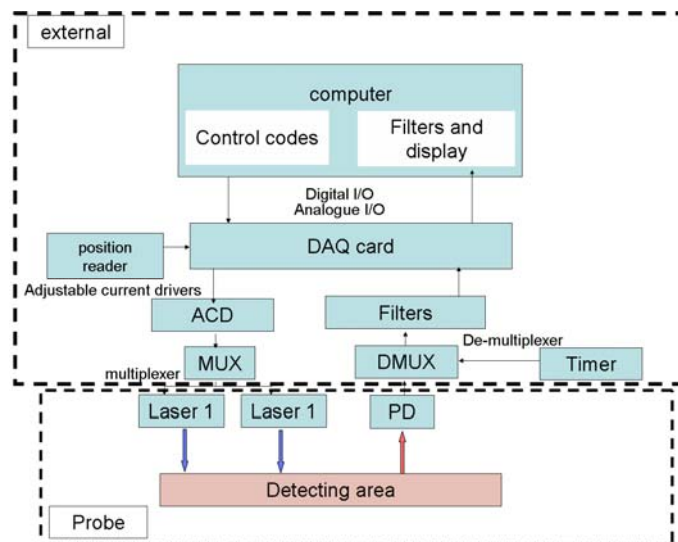 external
computer
Control codes
Filters and
display
Digital I/O
Analogue I/O
position
reader
DAQ card
Adjustable current drivers
ACD
Filters
De-multiplexer
MUX
DMUX
Timer
multiplexer
Laser 1
Laser 1
PD
Detecting area
Probe